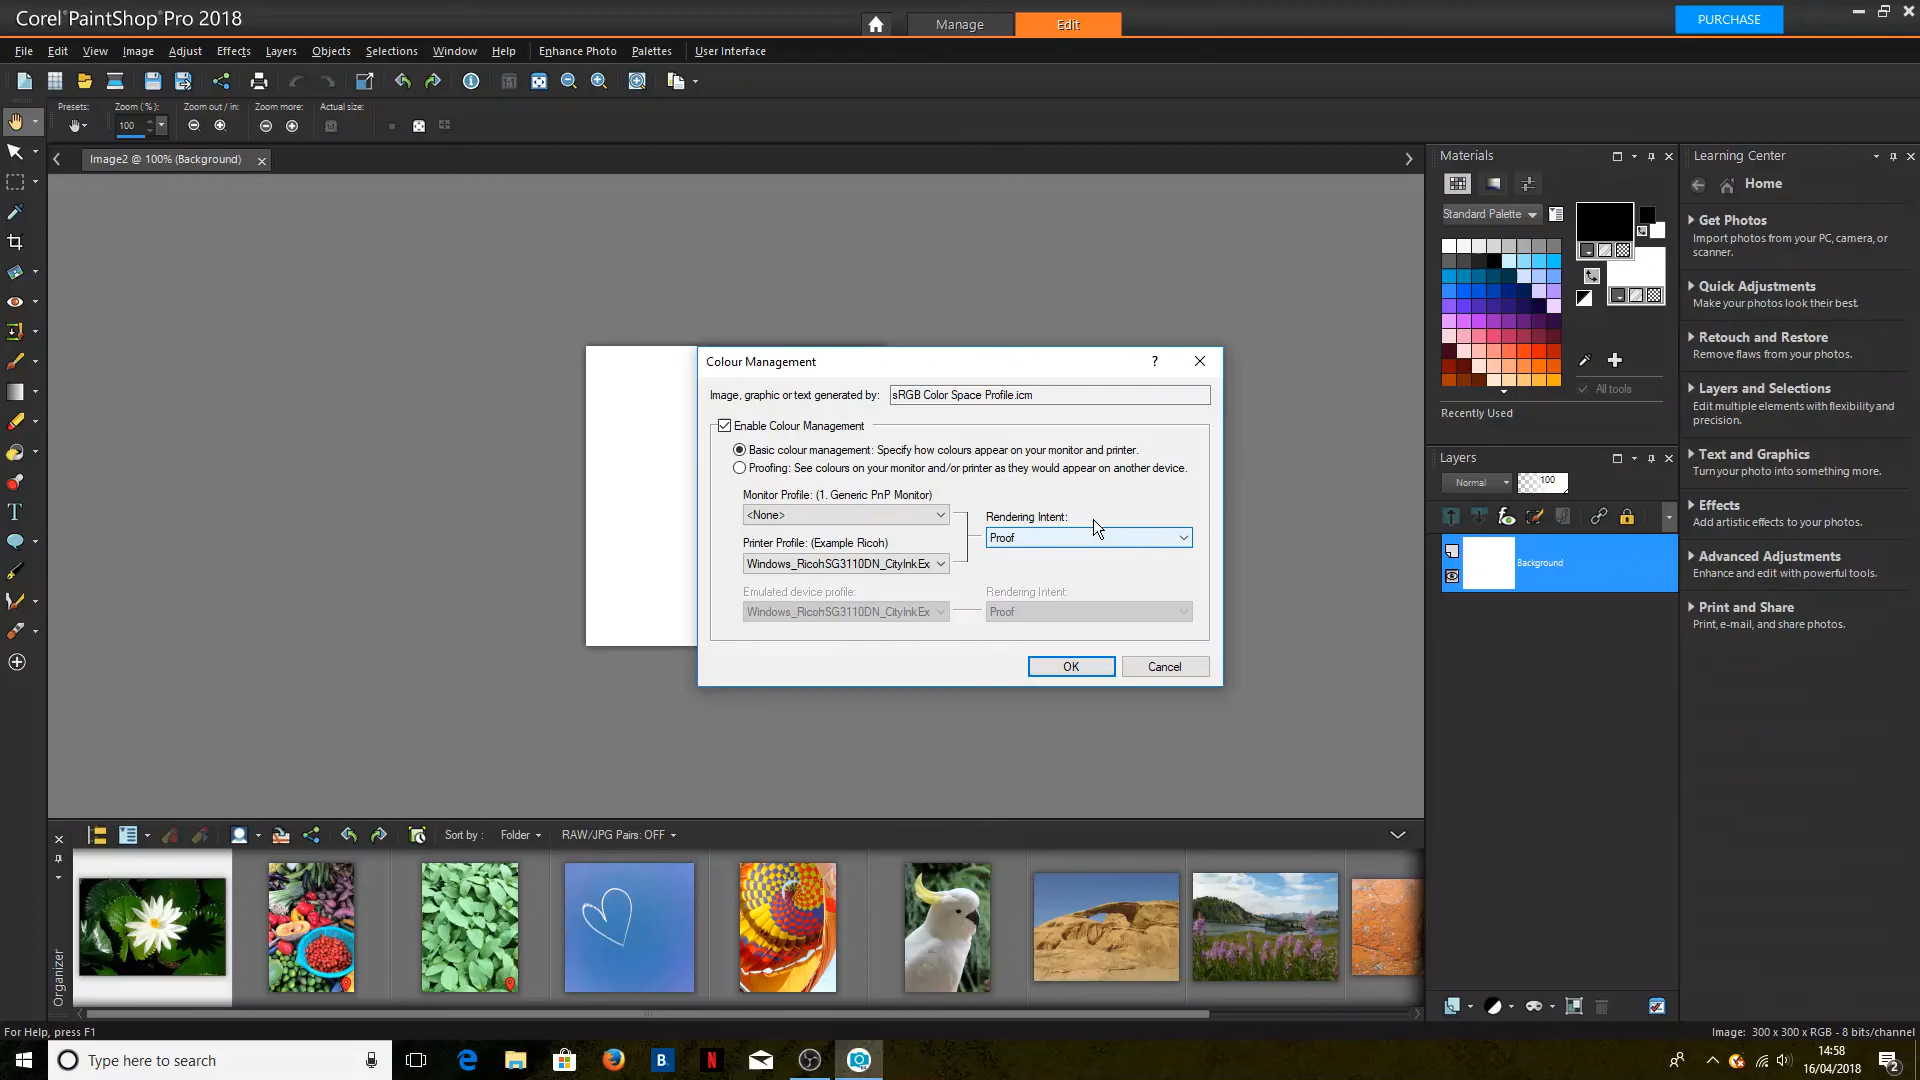 Corel PaintShop Pro 2018
Manage
Edit
PURCHASE
File Edit View Image Adjust Effects Layers Objects Selections Window Help Enhance Photo Palettes User Interface
Presets: Zoom (%): Zoom out / in: Zoom more: Actual size:
100
Image2 @ 100% (Background)
Colour Management
Image, graphic or text generated by: sRGB Color Space Profile.icm
Enable Colour Management
Basic colour management: Specify how colours appear on your monitor and printer.
Proofing: See colours on your monitor and/or printer as they would appear on another device.
Monitor Profile: (1. Generic PnP Monitor)
<None>
Rendering Intent:
Proof
Printer Profile: (Example Ricoh)
Windows_RicohSG3110DN_CityInkEx
Emulated device profile:
Windows_RicohSG3110DN_CityInkEx
Rendering Intent:
Proof
OK
Cancel
Materials
Standard Palette
All tools
Recently Used
Layers
Normal
100
Background
Learning Center
Home
Get Photos
Import photos from your PC, camera, or
scanner.
Quick Adjustments
Make your photos look their best.
Retouch and Restore
Remove flaws from your photos.
Layers and Selections
Edit multiple elements with flexibility and
precision.
Text and Graphics
Turn your photo into something more.
Effects
Add artistic effects to your photos.
Advanced Adjustments
Enhance and edit with powerful tools.
Print and Share
Print, e-mail, and share photos.
Sort by : Folder RAW/JPG Pairs: OFF
Organizer
For Help, press F1
Image: 300 x 300 x RGB - 8 bits/channel
Type here to search
14:58
16/04/2018
2